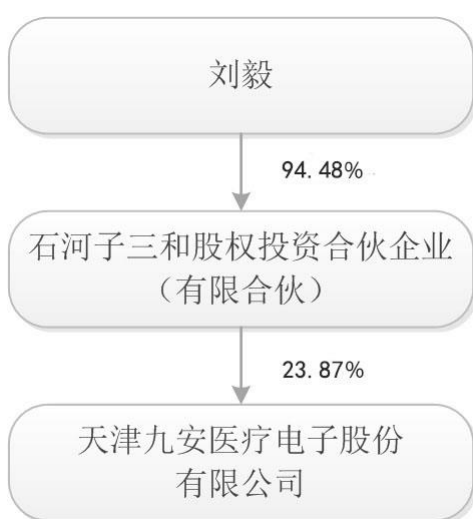 刘毅
94.48%
石河子三和股权投资合伙企业
（有限合伙）
23.87%
天津九安医疗电子股份
有限公司